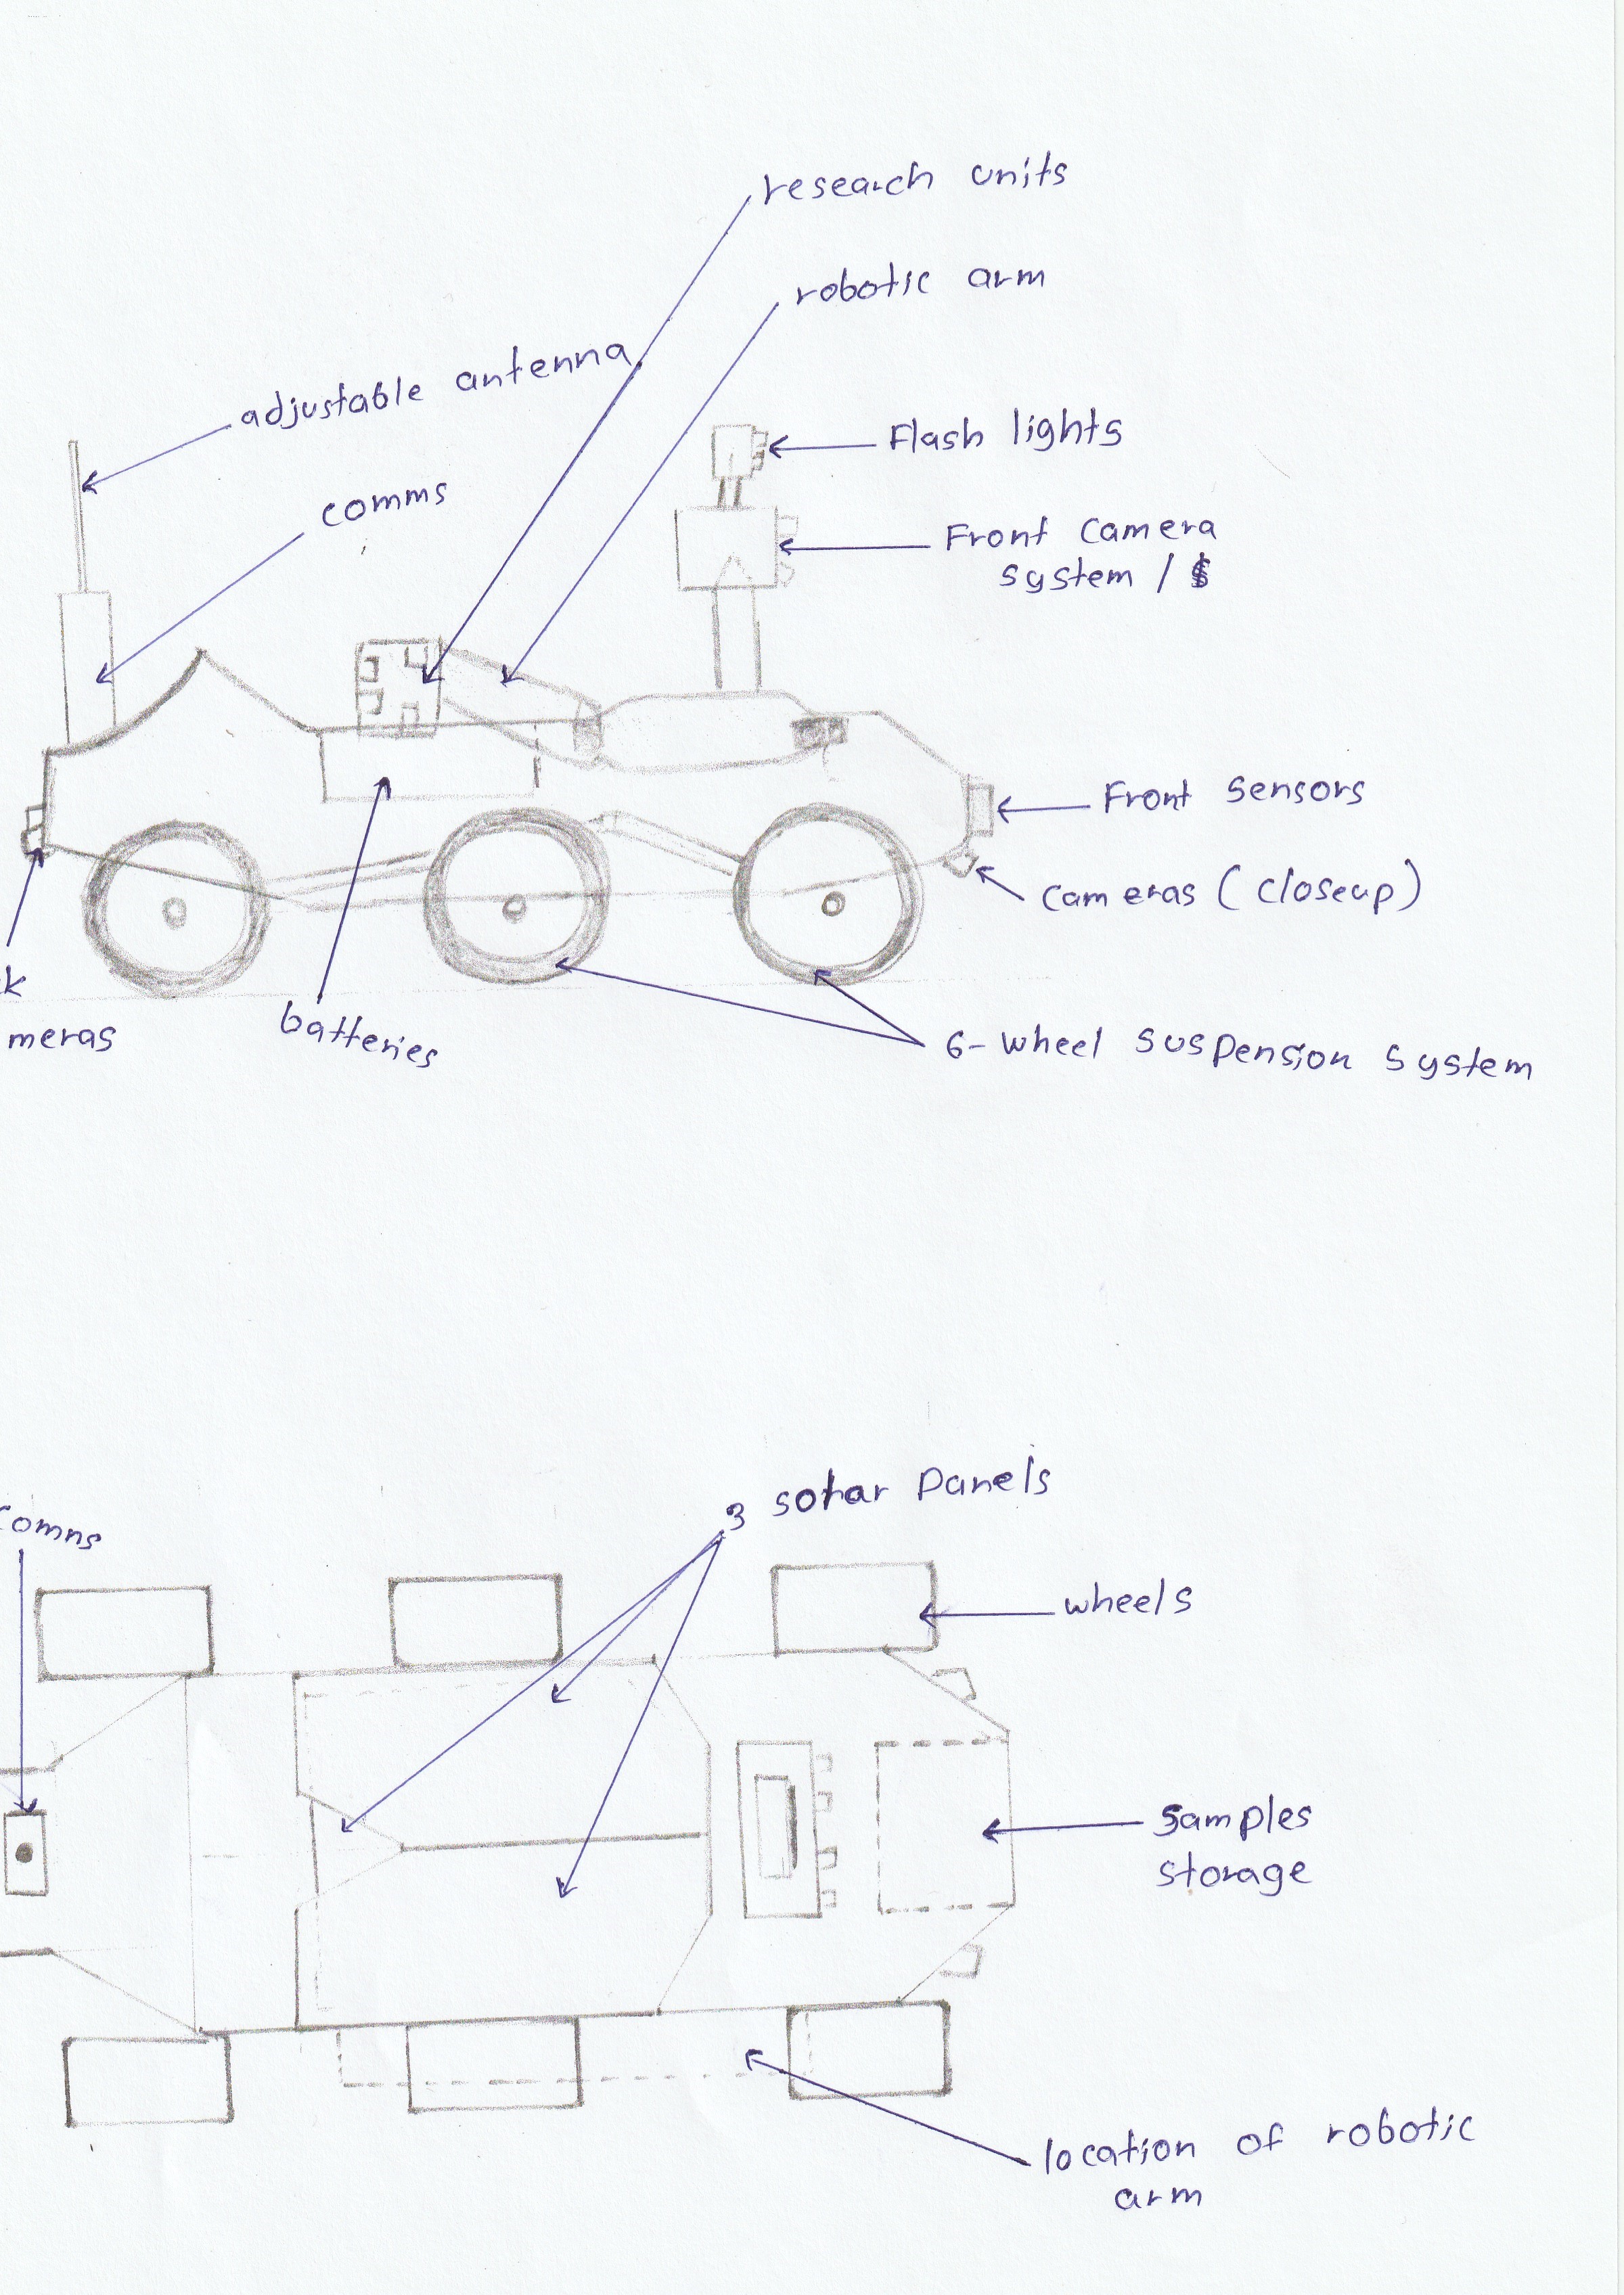 research units
robotic arm
adjustable antenna
Flash lights
comms
Front Camera
system / $
Front sensors
cameras (closeup)
k
meras
batteries
6-wheel suspension system
3 solar Panels
comns
wheels
samples
storage
location of robotic
arm